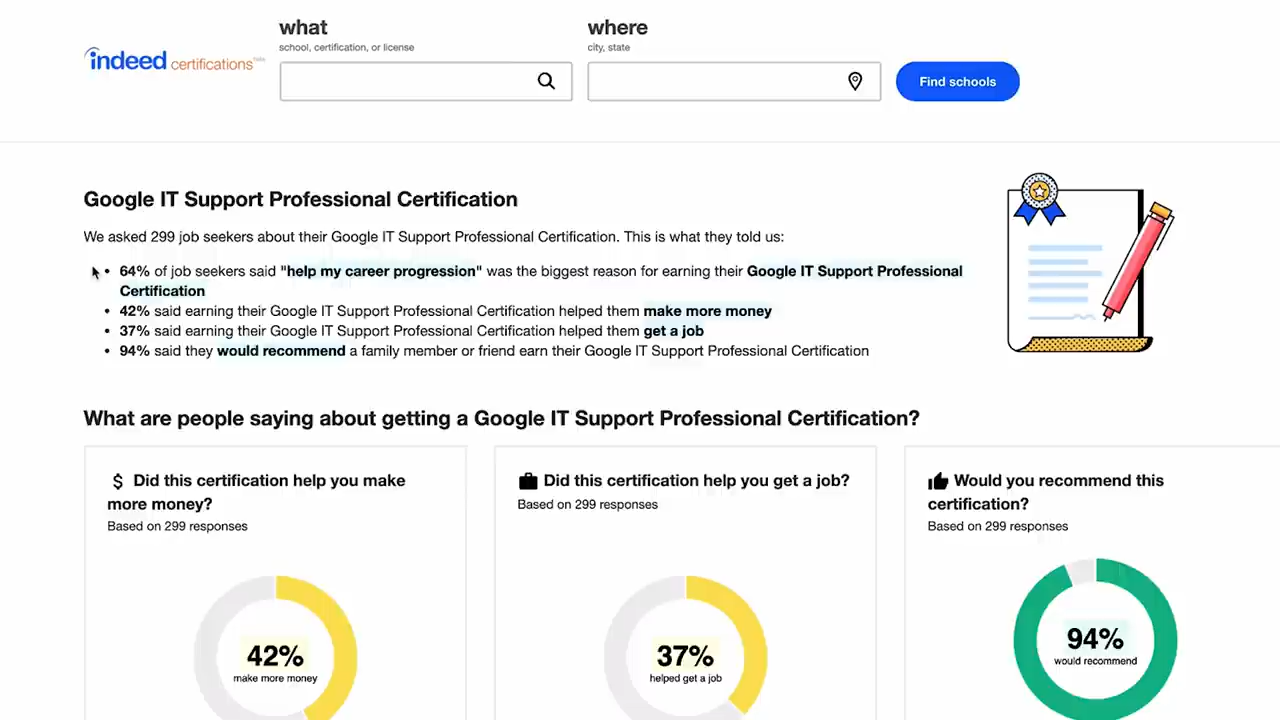 what
school, certification, or license
where
city, state
indeed certifications
Find schools
Google IT Support Professional Certification
We asked 299 job seekers about their Google IT Support Professional Certification. This is what they told us:
• 64% of job seekers said "help my career progression" was the biggest reason for earning their Google IT Support Professional
Certification
• 42% said earning their Google IT Support Professional Certification helped them make more money
• 37% said earning their Google IT Support Professional Certification helped them get a job
• 94% said they would recommend a family member or friend earn their Google IT Support Professional Certification
What are people saying about getting a Google IT Support Professional Certification?
$ Did this certification help you make
more money?
Based on 299 responses
42%
make more money
Did this certification help you get a job?
Based on 299 responses
37%
helped get a job
Would you recommend this
certification?
Based on 299 responses
94%
would recommend